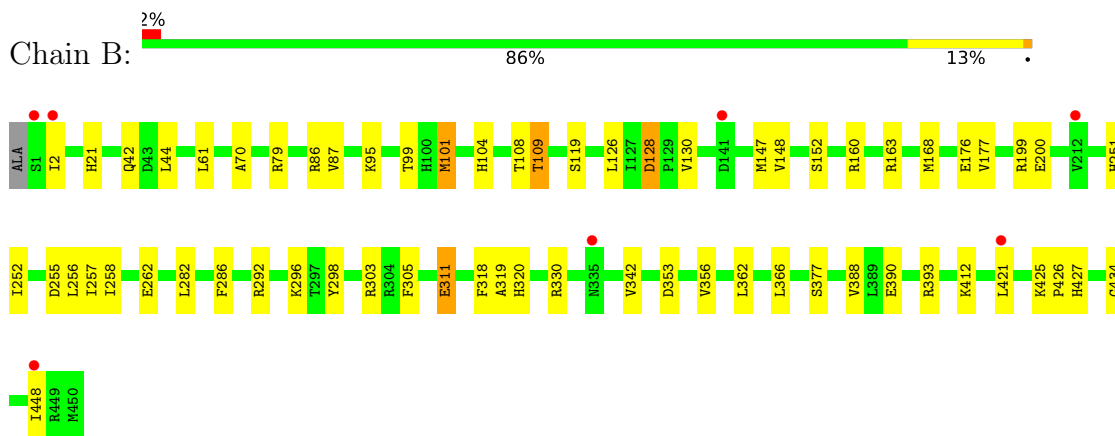 2%
Chain B:
86% 13% •
ALA S1 I2 H21 Q42 D43 L44 L61 A70 R79 R86 V87 K95 T99 H100 M101 H104 T108 T109 S119 L126 I127 D128 P129 V130 D141 M147 V148 S152 R160 R163 M168 E176 V177 R199 E200 V212 H251
I252 D255 L256 I257 I258 E262 L282 F286 R292 K296 T297 Y298 R303 R304 F305 E311 F318 A319 H320 R330 N335 V342 D353 V356 L362 L366 S377 V388 L389 E390 R393 K412 L421 K425 P426 H427
I448 R449 M450